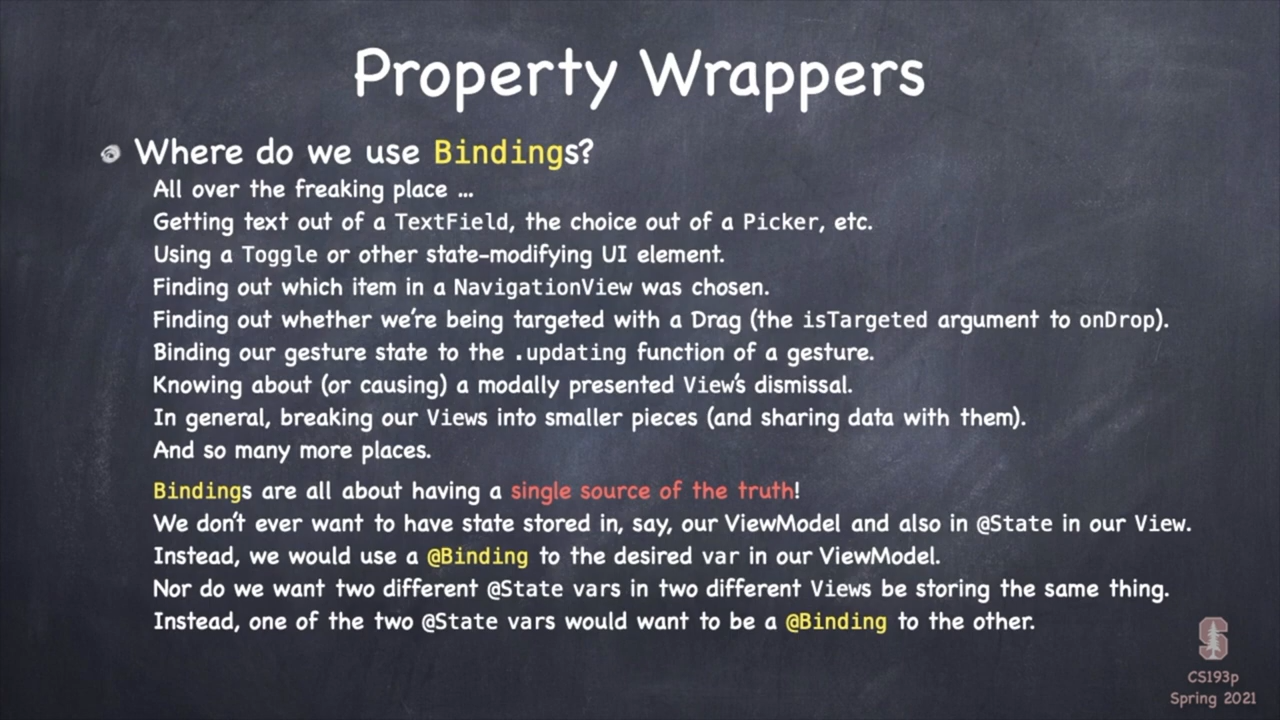 Property Wrappers
Where do we use Bindings?
All over the freaking place ...
Getting text out of a TextField, the choice out of a Picker, etc.
Using a Toggle or other state-modifying UI element.
Finding out which item in a NavigationView was chosen.
Finding out whether we're being targeted with a Drag (the isTargeted argument to onDrop).
Binding our gesture state to the .updating function of a gesture.
Knowing about (or causing) a modally presented View's dismissal.
In general, breaking our Views into smaller pieces (and sharing data with them).
And so many more places.
Bindings are all about having a single source of the truth!
We don't ever want to have state stored in, say, our ViewModel and also in @State in our View.
Instead, we would use a @Binding to the desired var in our ViewModel.
Nor do we want two different @State vars in two different Views be storing the same thing.
Instead, one of the two @State vars would want to be a @Binding to the other.
S
CS193p
Spring 2021